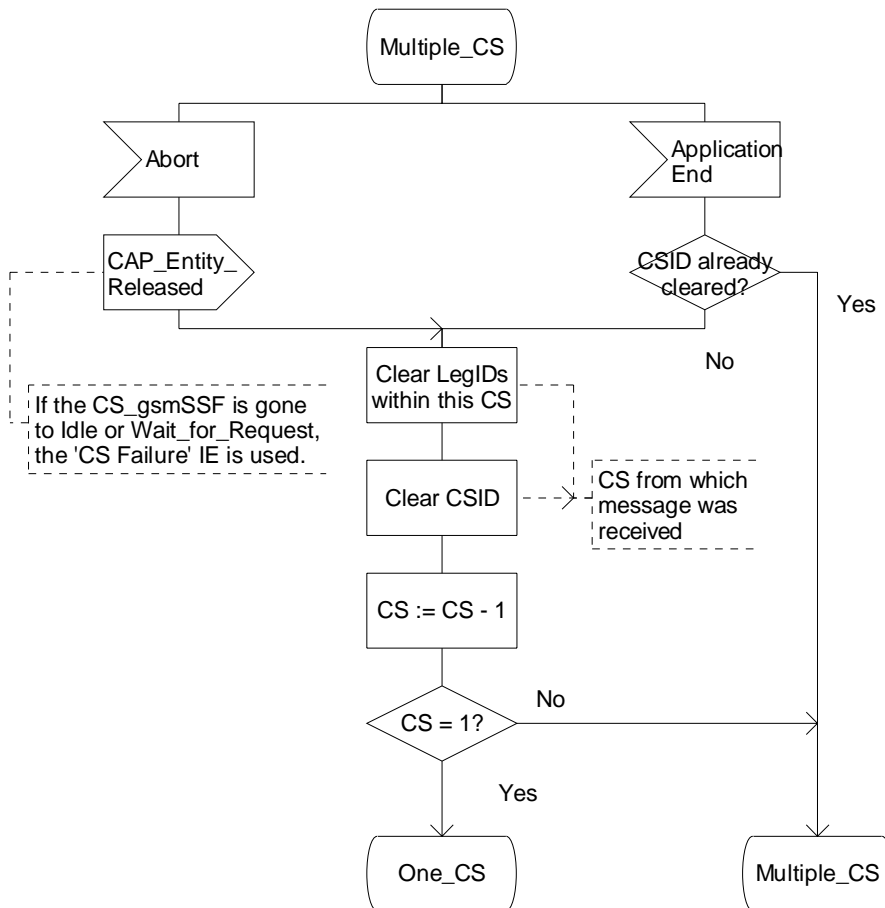 Multiple_CS
Abort
Application
End
CAP_Entity_
Released
CSID already
cleared?
Yes
No
Clear LegIDs
within this CS
If the CS_gsmSSF is gone
to Idle or Wait_for_Request,
the 'CS Failure' IE is used.
Clear CSID
CS from which
message was
received
CS := CS - 1
CS = 1?
No
Yes
One_CS
Multiple_CS